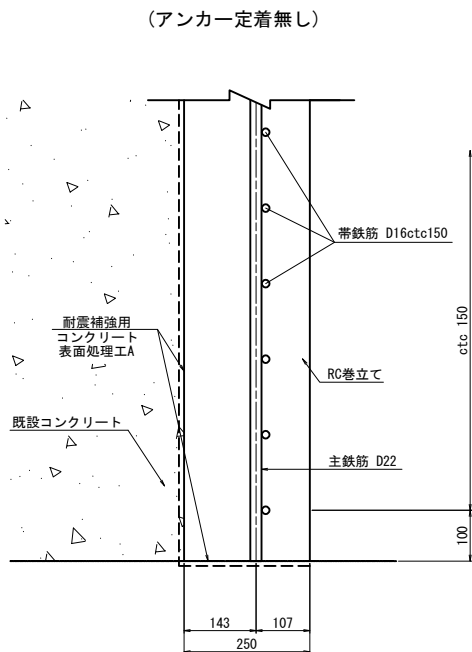 (アンカー定着無し)
帯鉄筋 D16ctc150
耐震補強用
コンクリート
表面処理工A
RC巻立て
ctc 150
既設コンクリート
主鉄筋 D22
100
143
107
250